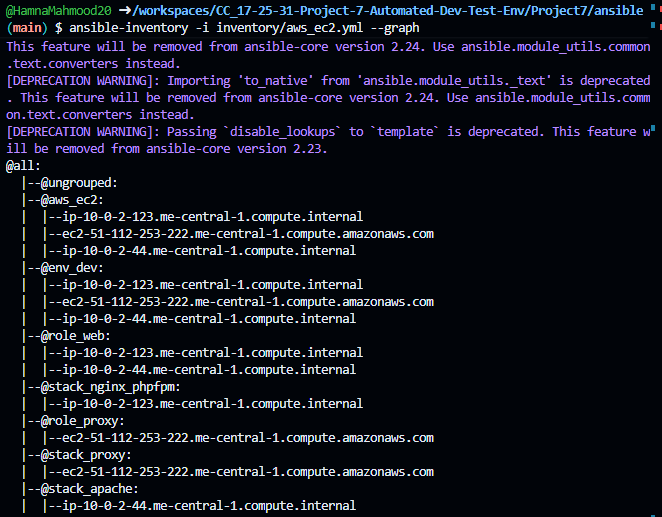 @HamnaMahmood20 ➜/workspaces/CC_17-25-31-Project-7-Automated-Dev-Test-Env/Project7/ansible
(main) $ ansible-inventory -i inventory/aws_ec2.yml --graph
This feature will be removed from ansible-core version 2.24. Use ansible.module_utils.common
.text.converters instead.
[DEPRECATION WARNING]: Importing 'to_native' from 'ansible.module_utils._text' is deprecated
. This feature will be removed from ansible-core version 2.24. Use ansible.module_utils.comm
on.text.converters instead.
[DEPRECATION WARNING]: Passing `disable_lookups` to `template` is deprecated. This feature w
ill be removed from ansible-core version 2.23.
@all:
  |--@ungrouped:
  |--@aws_ec2:
  |  |--ip-10-0-2-123.me-central-1.compute.internal
  |  |--ec2-51-112-253-222.me-central-1.compute.amazonaws.com
  |  |--ip-10-0-2-44.me-central-1.compute.internal
  |--@env_dev:
  |  |--ip-10-0-2-123.me-central-1.compute.internal
  |  |--ec2-51-112-253-222.me-central-1.compute.amazonaws.com
  |  |--ip-10-0-2-44.me-central-1.compute.internal
  |--@role_web:
  |  |--ip-10-0-2-123.me-central-1.compute.internal
  |  |--ip-10-0-2-44.me-central-1.compute.internal
  |--@stack_nginx_phpfpm:
  |  |--ip-10-0-2-123.me-central-1.compute.internal
  |--@role_proxy:
  |  |--ec2-51-112-253-222.me-central-1.compute.amazonaws.com
  |--@stack_proxy:
  |  |--ec2-51-112-253-222.me-central-1.compute.amazonaws.com
  |--@stack_apache:
  |  |--ip-10-0-2-44.me-central-1.compute.internal